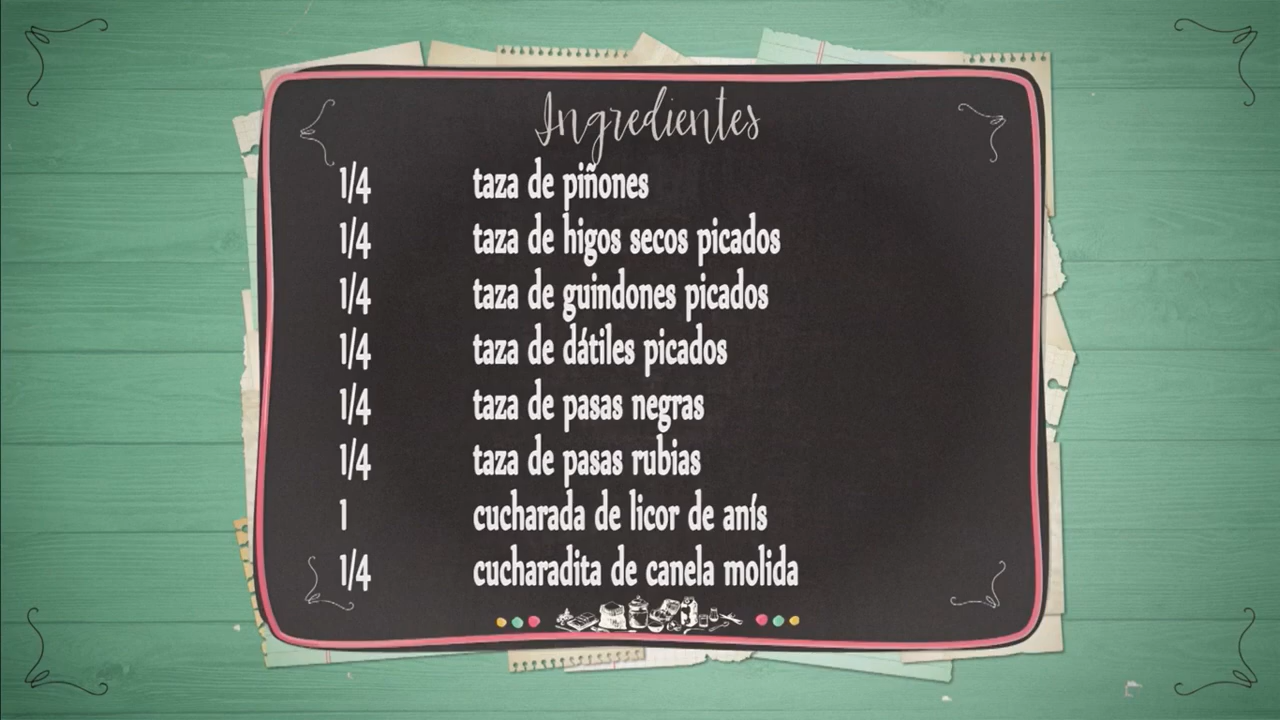 Ingredientes
1/4 taza de piñones
1/4 taza de higos secos picados
1/4 taza de guindones picados
1/4 taza de dátiles picados
1/4 taza de pasas negras
1/4 taza de pasas rubias
1 cucharada de licor de anís
1/4 cucharadita de canela molida